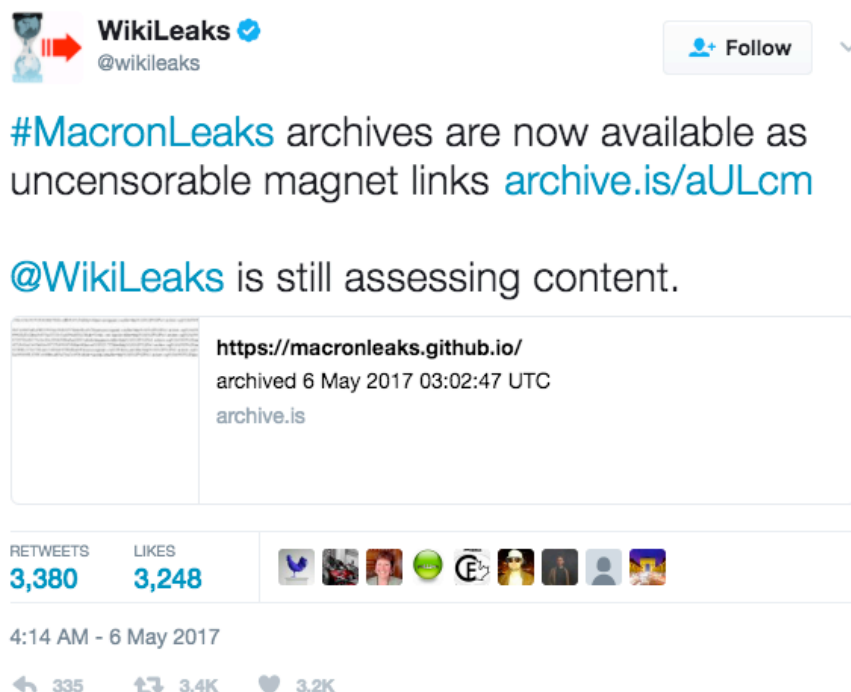 WikiLeaks
@wikileaks
Follow
#MacronLeaks archives are now available as
uncensorable magnet links archive.is/aULcm
@WikiLeaks is still assessing content.
https://macronleaks.github.io/
archived 6 May 2017 03:02:47 UTC
archive.is
RETWEETS LIKES
3,380 3,248
4:14 AM - 6 May 2017
335 3.4K 3.2K